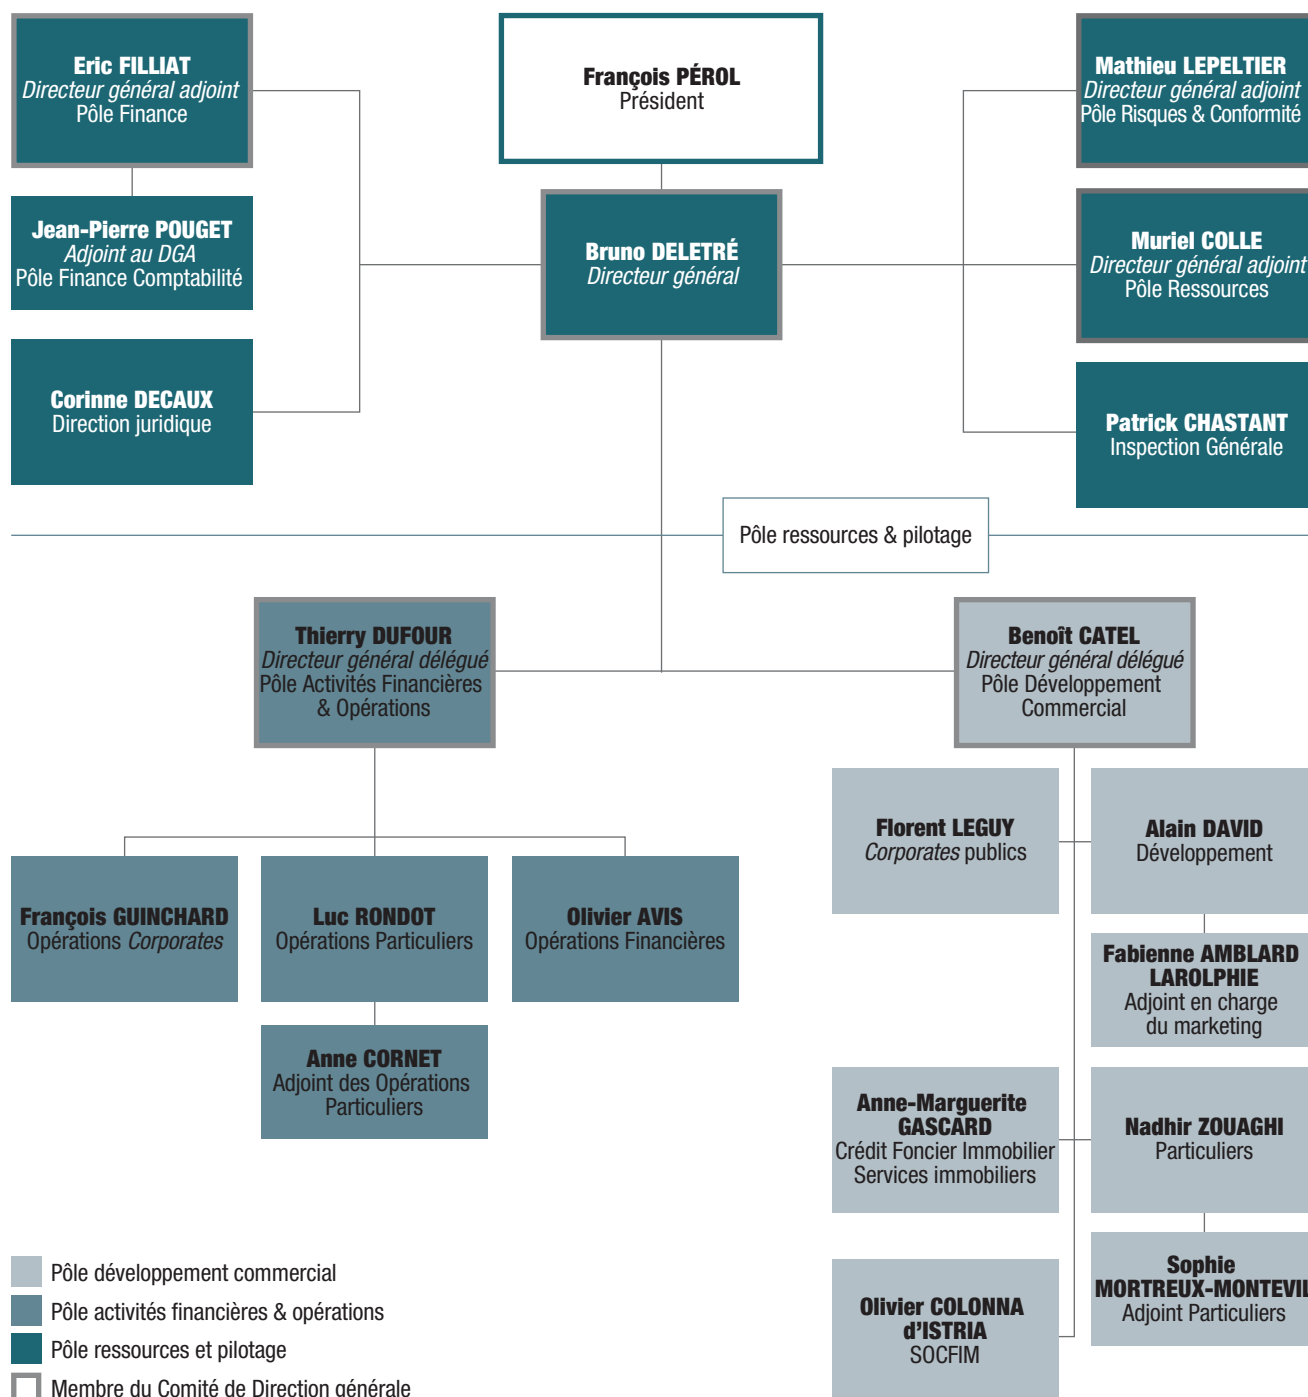 Eric FILLIAT
Directeur général adjoint
Pôle Finance
François PÉROL
Président
Mathieu LEPELTIER
Directeur général adjoint
Pôle Risques & Conformité
Jean-Pierre POUGET
Adjoint au DGA
Pôle Finance Comptabilité
Bruno DELETRÉ
Directeur général
Muriel COLLE
Directeur général adjoint
Pôle Ressources
Corinne DECAUX
Direction juridique
Patrick CHASTANT
Inspection Générale
Pôle ressources & pilotage
Thierry DUFOUR
Directeur général délégué
Pôle Activités Financières
& Opérations
Benoît CATEL
Directeur général délégué
Pôle Développement
Commercial
Florent LEGUY
Corporates publics
Alain DAVID
Développement
François GUINCHARD
Opérations Corporates
Luc RONDOT
Opérations Particuliers
Olivier AVIS
Opérations Financières
Fabienne AMBLARD
LAROLPHIE
Adjoint en charge
du marketing
Anne CORNET
Adjoint des Opérations
Particuliers
Anne-Marguerite
GASCARD
Crédit Foncier Immobilier
Services immobiliers
Nadhir ZOUAGHI
Particuliers
Sophie
MORTREUX-MONTEVIL
Adjoint Particuliers
Olivier COLONNA
d'ISTRIA
SOCFIM
Pôle développement commercial
Pôle activités financières & opérations
Pôle ressources et pilotage
Membre du Comité de Direction générale